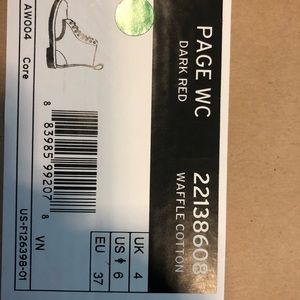 PAGE WC
DARK RED
22138608
WAFFLE COTTON
AW004 Core
8 83985 99207 8
VN
US-F126398-01
UK 4
US 6
EU 37